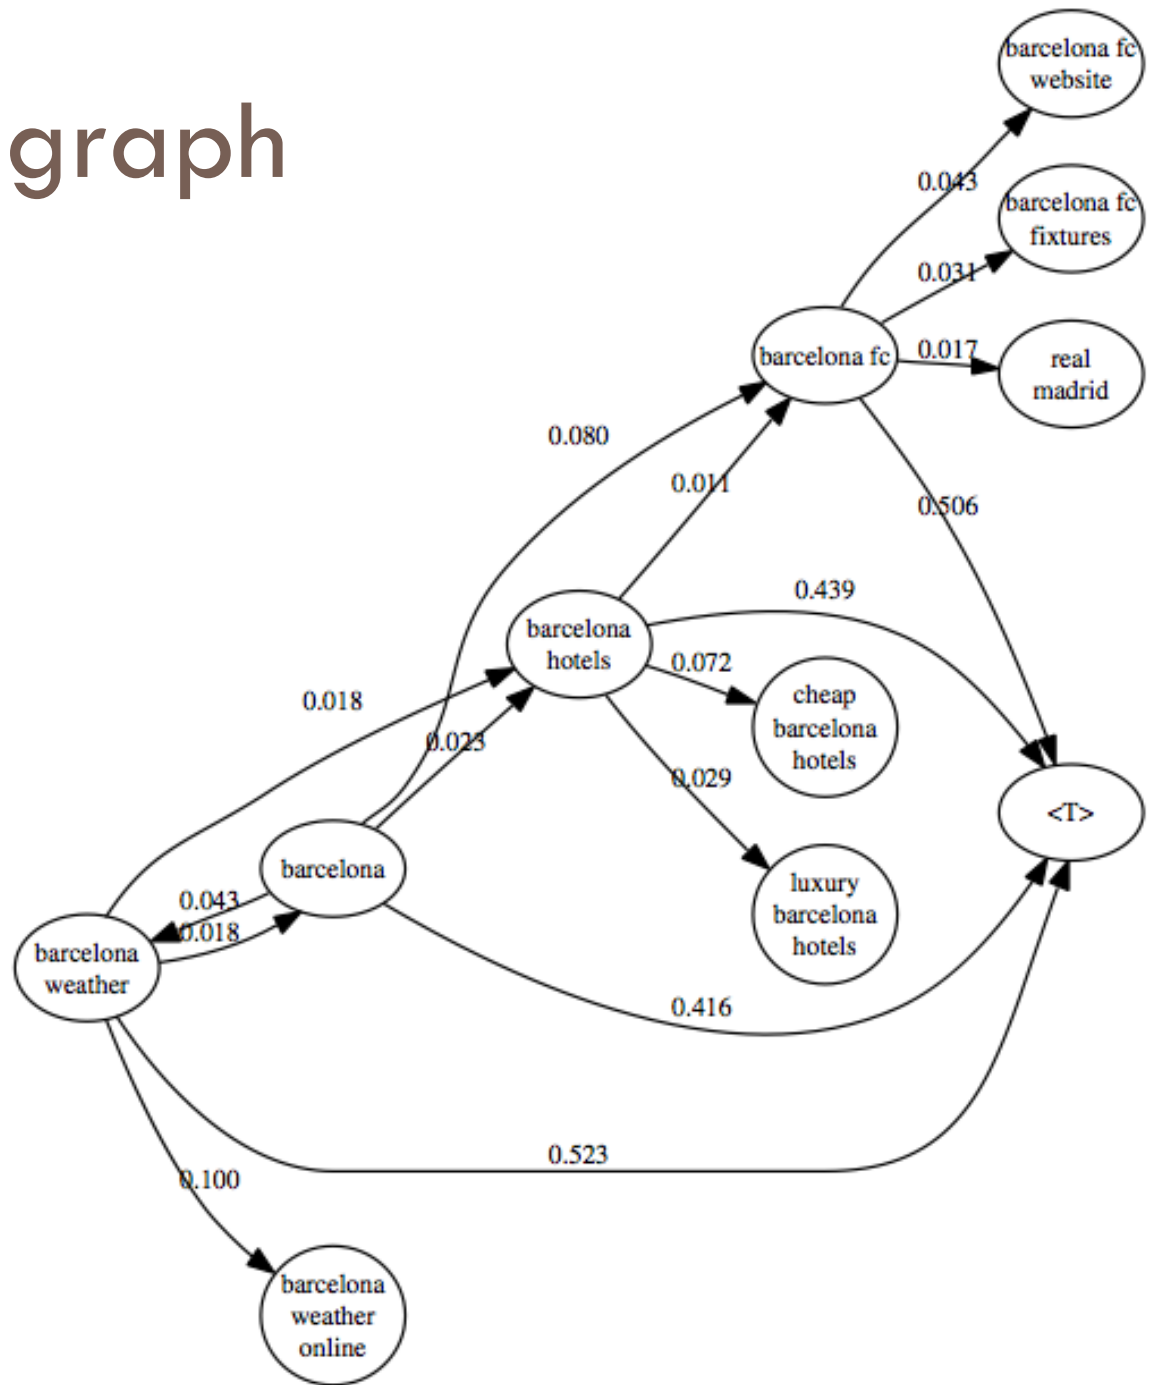 graph
barcelona fc
website
0.043
barcelona fc
fixtures
0.031
barcelona fc
0.017
real
madrid
0.080
0.011
0.506
0.439
barcelona
hotels
0.072
cheap
barcelona
hotels
0.018
0.023
0.029
<T>
barcelona
luxury
barcelona
hotels
0.043
0.018
barcelona
weather
0.416
0.523
0.100
barcelona
weather
online